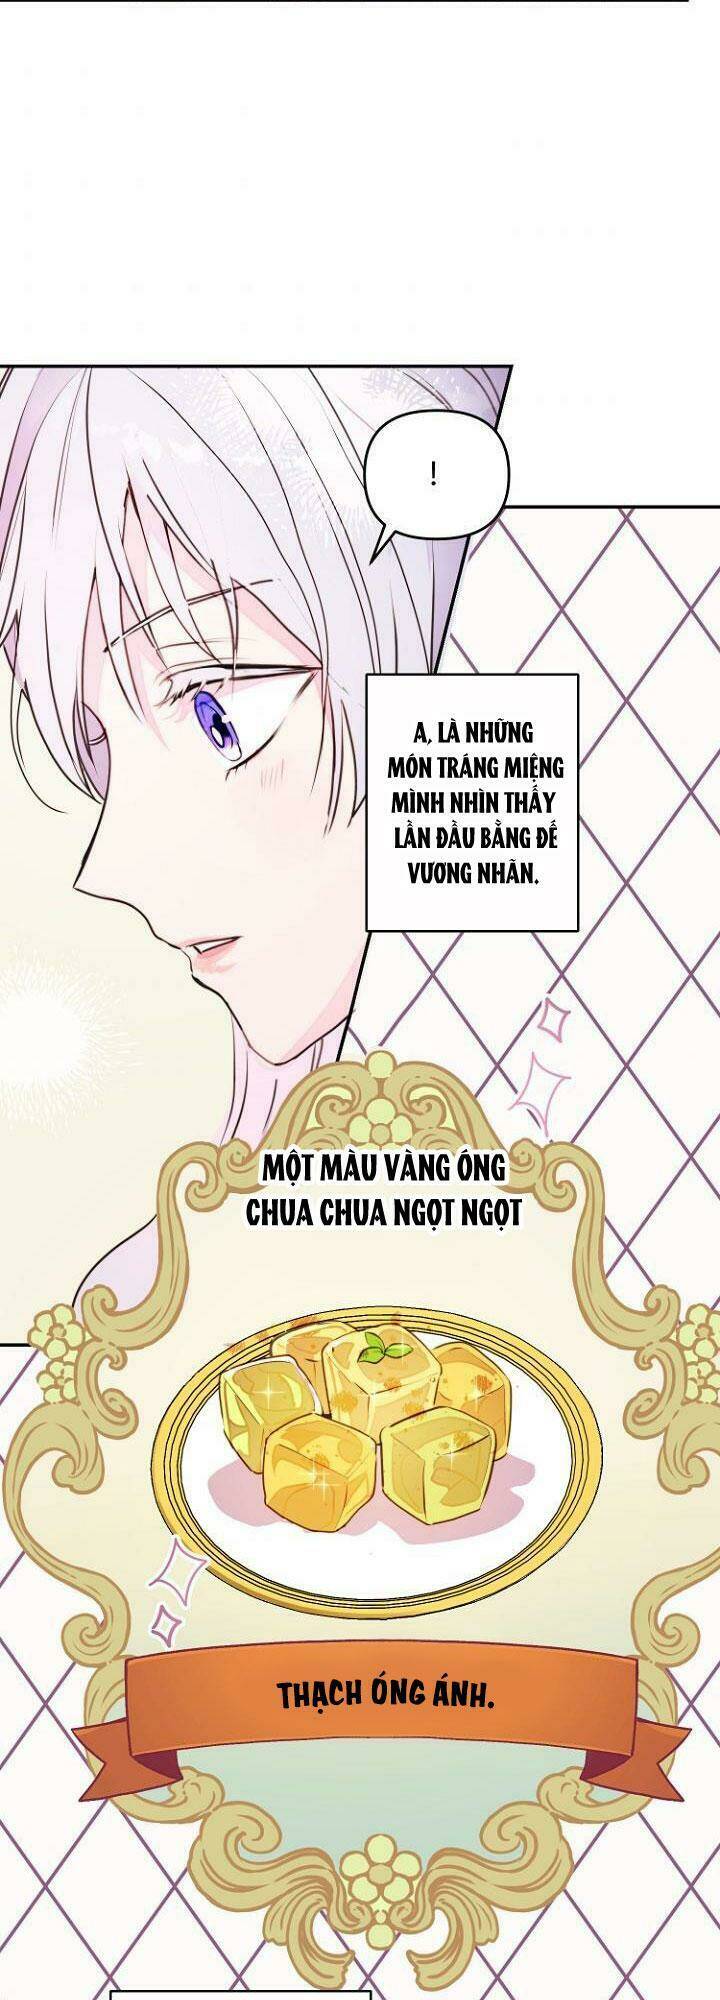 !
A, LÀ NHỮNG
MÓN TRÁNG MIỆNG
MÌNH NHÌN THẤY
LẦN ĐẦU BẰNG ĐẾ
VƯƠNG NHÃN.
MỘT MÀU VÀNG ÓNG
CHUA CHUA NGỌT NGỌT
THẠCH ÓNG ÁNH.